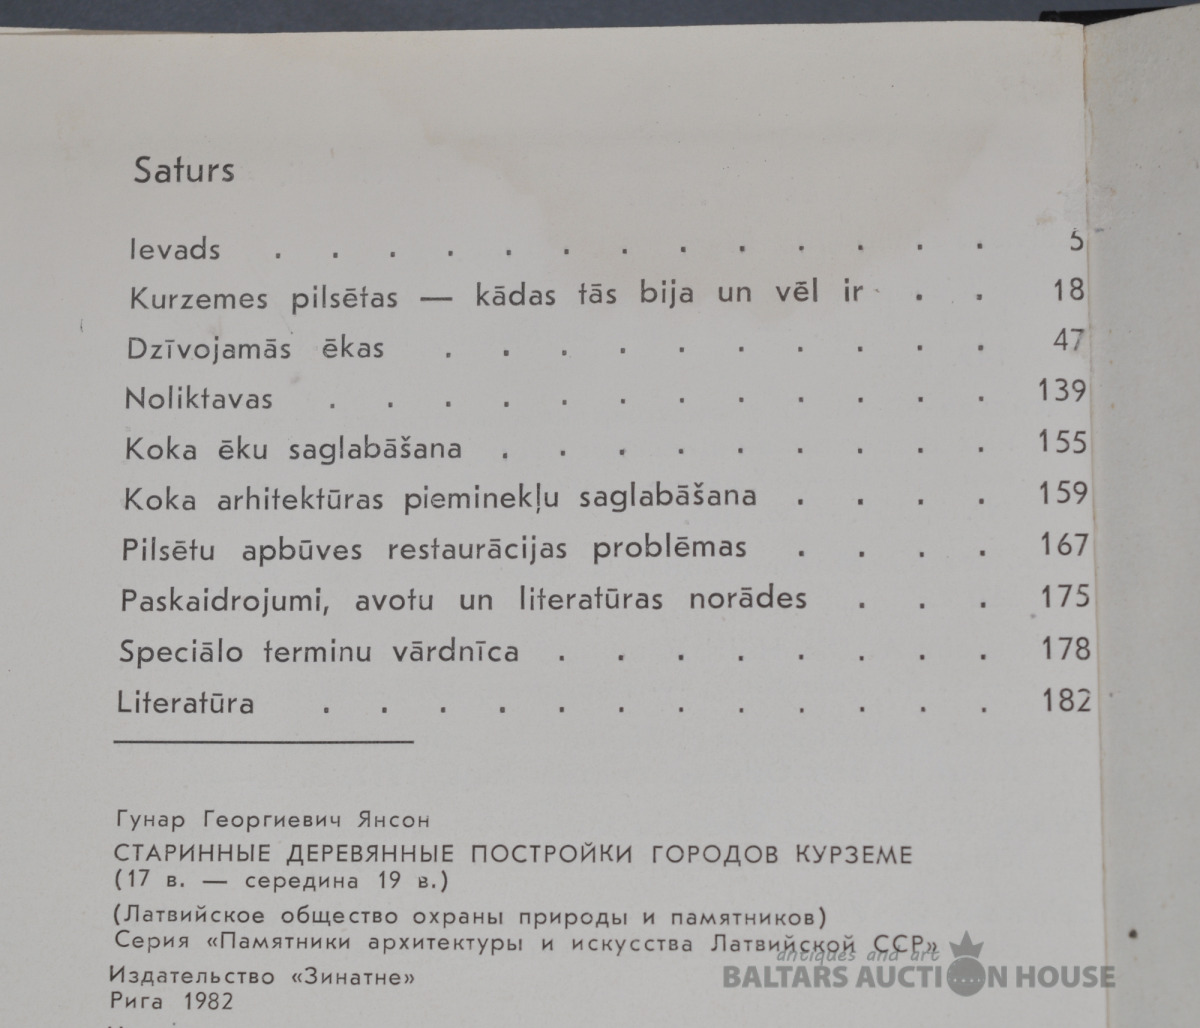 Saturs
Ievads . . . . . . . . . . . . . 5
Kurzemes pilsētas — kādas tās bija un vēl ir . . . 18
Dzīvojamās ēkas . . . . . . . . . . 47
Noliktavas . . . . . . . . . . . . 139
Koka ēku saglabāšana . . . . . . . . . 155
Koka arhitektūras pieminekļu saglabāšana . . . . 159
Pilsētu apbūves restaurācijas problēmas . . . . 167
Paskaidrojumi, avotu un literatūras norādes . . . 175
Speciālo terminu vārdnīca . . . . . . . . 178
Literatūra . . . . . . . . . . . . 182
Гунар Георгиевич Янсон
СТАРИННЫЕ ДЕРЕВЯННЫЕ ПОСТРОЙКИ ГОРОДОВ КУРЗЕМЕ
(17 в. — середина 19 в.)
(Латвийское общество охраны природы и памятников)
Серия «Памятники архитектуры и искусства Латвийской ССР»
antiques and art
BALTARS AUCTION HOUSE
Издательство «Зинатне»
Рига 1982